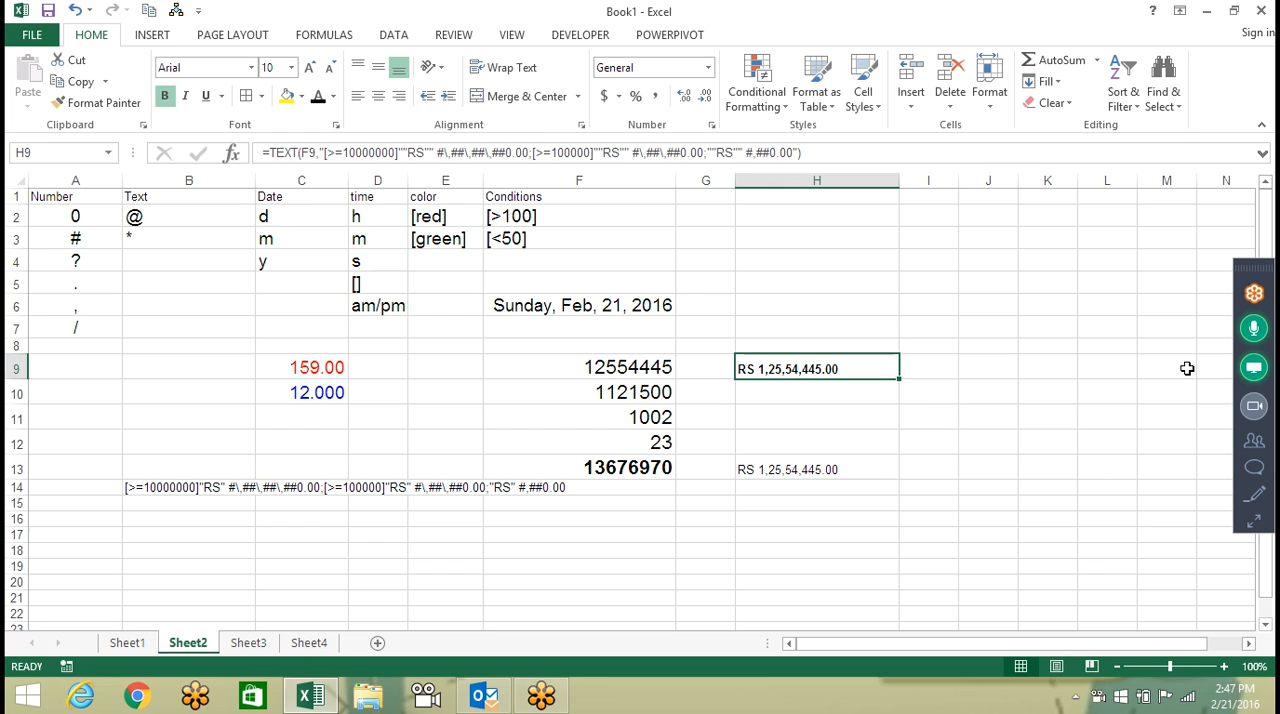 Book1 - Excel
Sign in
FILE HOME INSERT PAGE LAYOUT FORMULAS DATA REVIEW VIEW DEVELOPER POWERPIVOT
Paste
Cut
Copy
Format Painter
Clipboard
Arial 10
B I U
Font
Wrap Text
Merge & Center
Alignment
General
$ % ,
Number
Conditional Formatting
Format as Table
Cell Styles
Styles
Insert
Delete
Format
Cells
AutoSum
Fill
Clear
Sort & Filter
Find & Select
Editing
H9 fx =TEXT(F9,"[>=10000000]""RS"" #\,##\,##\,##0.00;[>=100000]""RS"" #\,##\,##0.00;""RS"" #,##0.00")
A B C D E F G H I J K L M N
1 Number Text Date time color Conditions
2 0 @ d h [red] [>100]
3 # * m m [green] [<50]
4 ? y s
5 . []
6 , am/pm Sunday, Feb, 21, 2016
7 /
8
9 159.00 12554445 RS 1,25,54,445.00
10 12.000 1121500
11 1002
12 23
13 13676970 RS 1,25,54,445.00
14 [>=10000000]"RS" #\,##\,##\,##0.00;[>=100000]"RS" #\,##\,##0.00;"RS" #,##0.00
15
16
17
18
19
20
21
22
23
Sheet1 Sheet2 Sheet3 Sheet4
READY 100%
2:47 PM
2/21/2016